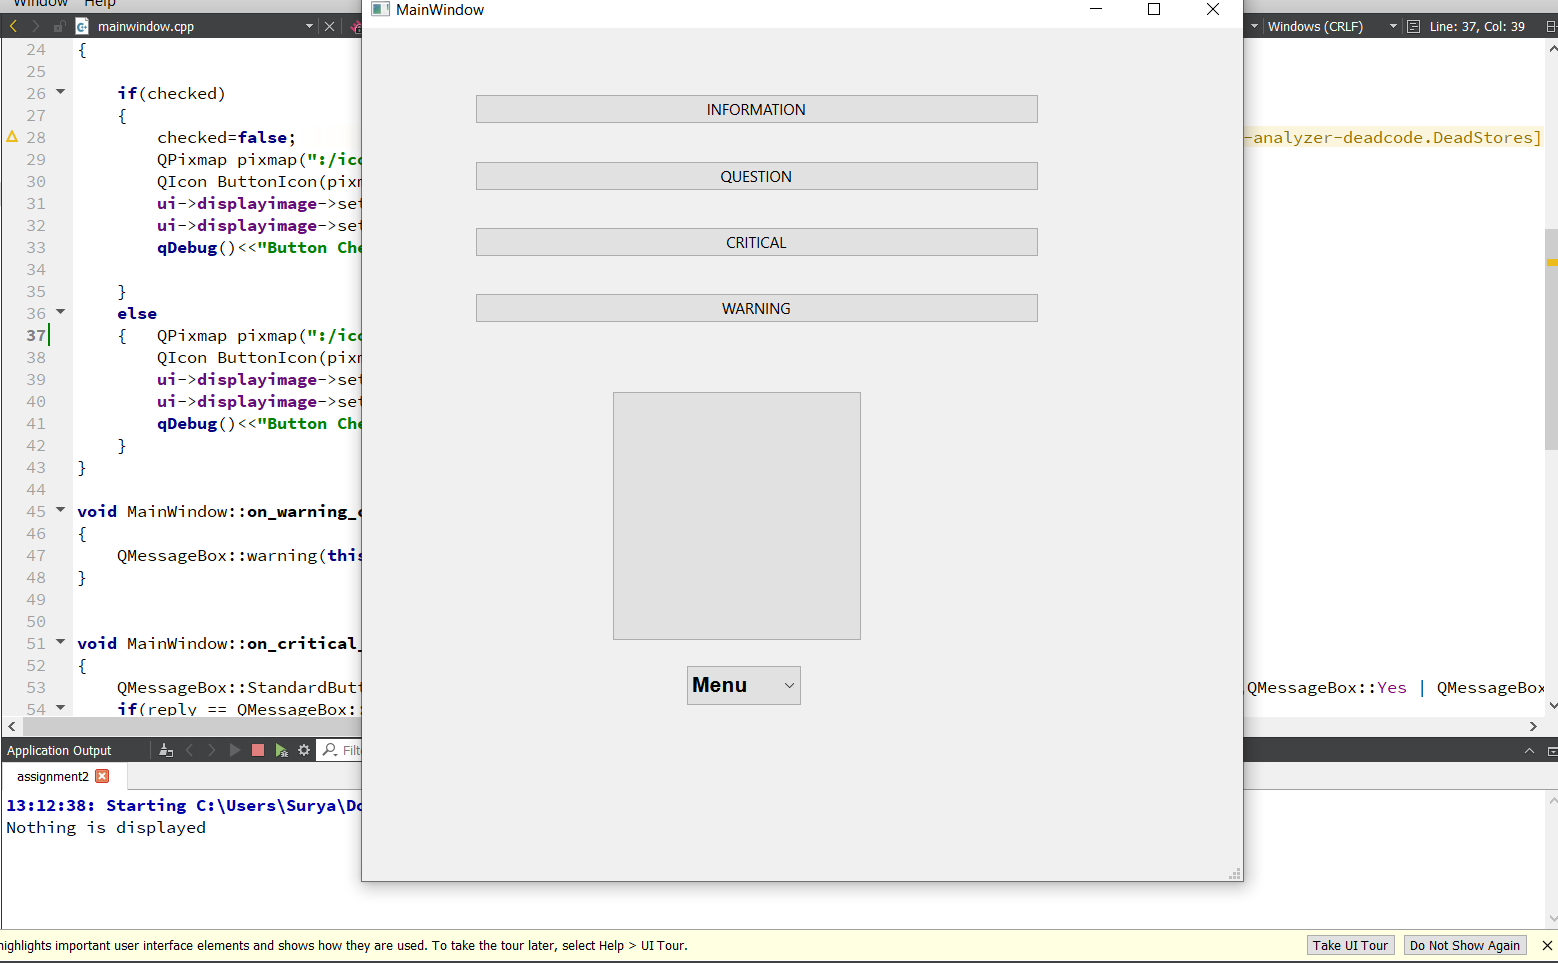 Window Help
MainWindow
mainwindow.cpp
Windows (CRLF)
Line: 37, Col: 39
24 {
25
26 if(checked)
27 {
28 checked=false;
-analyzer-deadcode.DeadStores]
29 QPixmap pixmap(":/ico
30 QIcon ButtonIcon(pixm
31 ui->displayimage->set
32 ui->displayimage->set
33 qDebug()<<"Button Che
34
35 }
36 else
37 { QPixmap pixmap(":/ico
38 QIcon ButtonIcon(pixm
39 ui->displayimage->set
40 ui->displayimage->set
41 qDebug()<<"Button Che
42 }
43 }
44
45 void MainWindow::on_warning_c
46 {
47 QMessageBox::warning(this
48 }
49
50
51 void MainWindow::on_critical_
52 {
53 QMessageBox::StandardButt
,QMessageBox::Yes | QMessageBox
54 if(reply == QMessageBox::
INFORMATION
QUESTION
CRITICAL
WARNING
Menu
Application Output
Filt
assignment2
13:12:38: Starting C:\Users\Surya\Do
Nothing is displayed
highlights important user interface elements and shows how they are used. To take the tour later, select Help > UI Tour.
Take UI Tour
Do Not Show Again